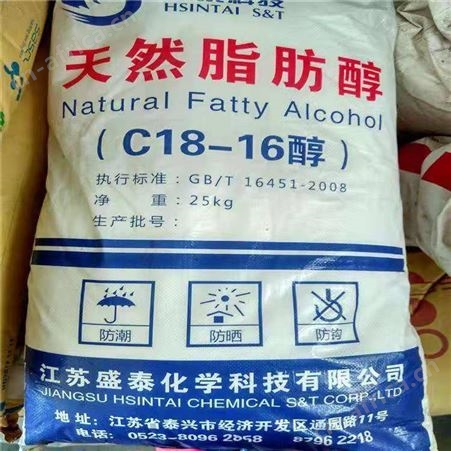 HSINTAI S&T
天然脂肪醇
Natural Fatty Alcohol
（C18-16醇）
执行标准：GB/T 16451-2008
净 重：25kg
生产批号：
防潮 防晒 防钩
江苏盛泰化学科技有限公司
JIANGSU HSINTAI CHEMICAL S&T CORP.,LTD
地址：江苏省泰兴市经济开发区通园路11号
电话：0523-8096 2958 8796 2218